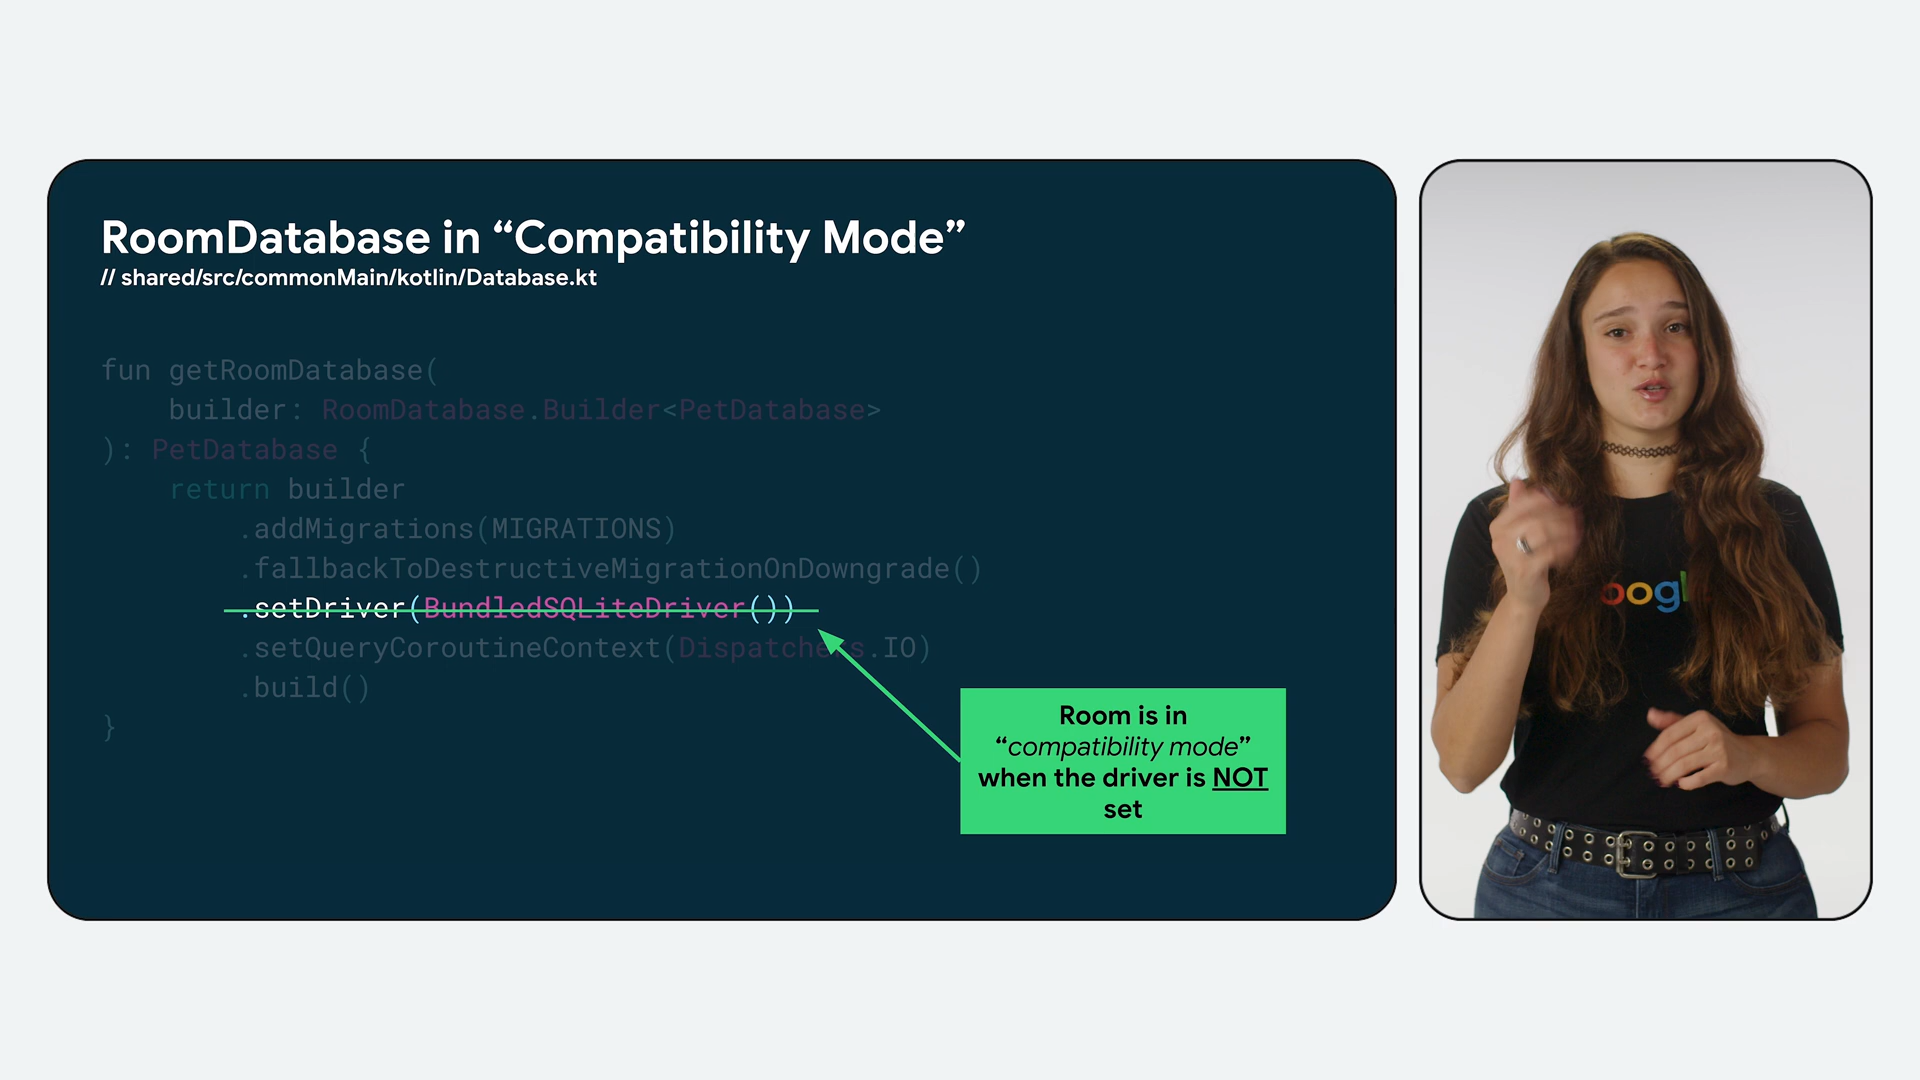 RoomDatabase in “Compatibility Mode”
// shared/src/commonMain/kotlin/Database.kt
fun getRoomDatabase(
    builder: RoomDatabase.Builder<PetDatabase>
): PetDatabase {
    return builder
        .addMigrations(MIGRATIONS)
        .fallbackToDestructiveMigrationOnDowngrade()
        .setDriver(BundledSQLiteDriver())
        .setQueryCoroutineContext(Dispatchers.IO)
        .build()
}
Room is in
“compatibility mode”
when the driver is NOT
set
oogl